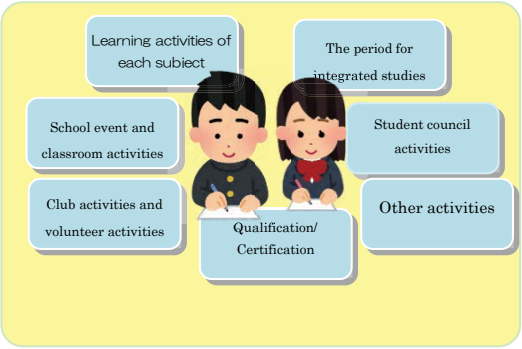 Learning activities of
each subject
The period for
integrated studies
School event and
classroom activities
Student council
activities
Club activities and
volunteer activities
Qualification/
Certification
Other activities